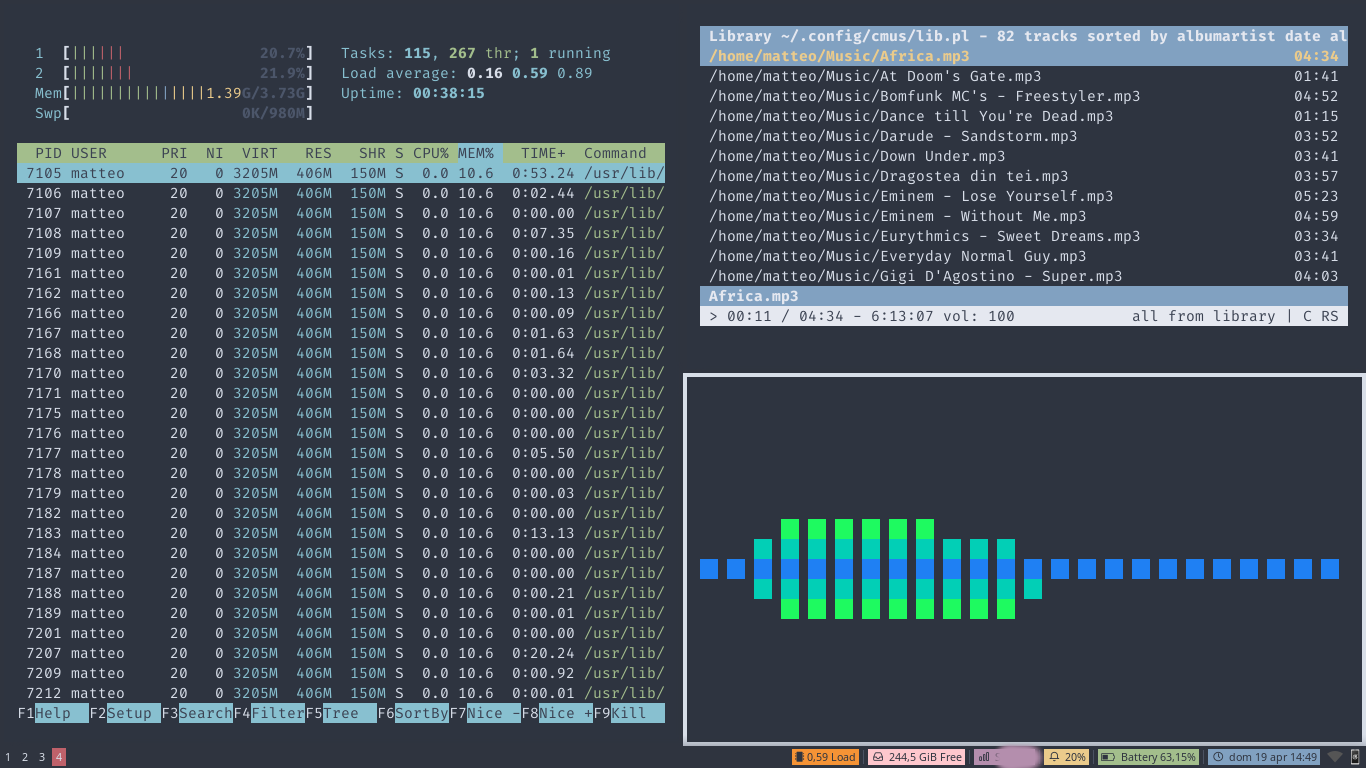 1 [|||||| 20.7%] Tasks: 115, 267 thr; 1 running
2 [||||||| 21.9%] Load average: 0.16 0.59 0.89
Mem[|||||||||||||||1.39G/3.73G] Uptime: 00:38:15
Swp[ 0K/980M]
PID USER PRI NI VIRT RES SHR S CPU% MEM% TIME+ Command
7105 matteo 20 0 3205M 406M 150M S 0.0 10.6 0:53.24 /usr/lib/
7106 matteo 20 0 3205M 406M 150M S 0.0 10.6 0:02.44 /usr/lib/
7107 matteo 20 0 3205M 406M 150M S 0.0 10.6 0:00.00 /usr/lib/
7108 matteo 20 0 3205M 406M 150M S 0.0 10.6 0:07.35 /usr/lib/
7109 matteo 20 0 3205M 406M 150M S 0.0 10.6 0:00.16 /usr/lib/
7161 matteo 20 0 3205M 406M 150M S 0.0 10.6 0:00.01 /usr/lib/
7162 matteo 20 0 3205M 406M 150M S 0.0 10.6 0:00.13 /usr/lib/
7166 matteo 20 0 3205M 406M 150M S 0.0 10.6 0:00.09 /usr/lib/
7167 matteo 20 0 3205M 406M 150M S 0.0 10.6 0:01.63 /usr/lib/
7168 matteo 20 0 3205M 406M 150M S 0.0 10.6 0:01.64 /usr/lib/
7170 matteo 20 0 3205M 406M 150M S 0.0 10.6 0:03.32 /usr/lib/
7171 matteo 20 0 3205M 406M 150M S 0.0 10.6 0:00.00 /usr/lib/
7175 matteo 20 0 3205M 406M 150M S 0.0 10.6 0:00.00 /usr/lib/
7176 matteo 20 0 3205M 406M 150M S 0.0 10.6 0:00.00 /usr/lib/
7177 matteo 20 0 3205M 406M 150M S 0.0 10.6 0:05.50 /usr/lib/
7178 matteo 20 0 3205M 406M 150M S 0.0 10.6 0:00.00 /usr/lib/
7179 matteo 20 0 3205M 406M 150M S 0.0 10.6 0:00.03 /usr/lib/
7182 matteo 20 0 3205M 406M 150M S 0.0 10.6 0:00.00 /usr/lib/
7183 matteo 20 0 3205M 406M 150M S 0.0 10.6 0:13.13 /usr/lib/
7184 matteo 20 0 3205M 406M 150M S 0.0 10.6 0:00.00 /usr/lib/
7187 matteo 20 0 3205M 406M 150M S 0.0 10.6 0:00.00 /usr/lib/
7188 matteo 20 0 3205M 406M 150M S 0.0 10.6 0:00.21 /usr/lib/
7189 matteo 20 0 3205M 406M 150M S 0.0 10.6 0:00.01 /usr/lib/
7201 matteo 20 0 3205M 406M 150M S 0.0 10.6 0:00.00 /usr/lib/
7207 matteo 20 0 3205M 406M 150M S 0.0 10.6 0:20.24 /usr/lib/
7209 matteo 20 0 3205M 406M 150M S 0.0 10.6 0:00.92 /usr/lib/
7212 matteo 20 0 3205M 406M 150M S 0.0 10.6 0:00.01 /usr/lib/
F1Help F2Setup F3SearchF4FilterF5Tree F6SortByF7Nice -F8Nice +F9Kill
Library ~/.config/cmus/lib.pl - 82 tracks sorted by albumartist date al
/home/matteo/Music/Africa.mp3 04:34
/home/matteo/Music/At Doom's Gate.mp3 01:41
/home/matteo/Music/Bomfunk MC's - Freestyler.mp3 04:52
/home/matteo/Music/Dance till You're Dead.mp3 01:15
/home/matteo/Music/Darude - Sandstorm.mp3 03:52
/home/matteo/Music/Down Under.mp3 03:41
/home/matteo/Music/Dragostea din tei.mp3 03:57
/home/matteo/Music/Eminem - Lose Yourself.mp3 05:23
/home/matteo/Music/Eminem - Without Me.mp3 04:59
/home/matteo/Music/Eurythmics - Sweet Dreams.mp3 03:34
/home/matteo/Music/Everyday Normal Guy.mp3 03:41
/home/matteo/Music/Gigi D'Agostino - Super.mp3 04:03
Africa.mp3
> 00:11 / 04:34 - 6:13:07 vol: 100 all from library | C RS
1 2 3 4 0,59 Load 244,5 GiB Free 20% Battery 63,15% dom 19 apr 14:49